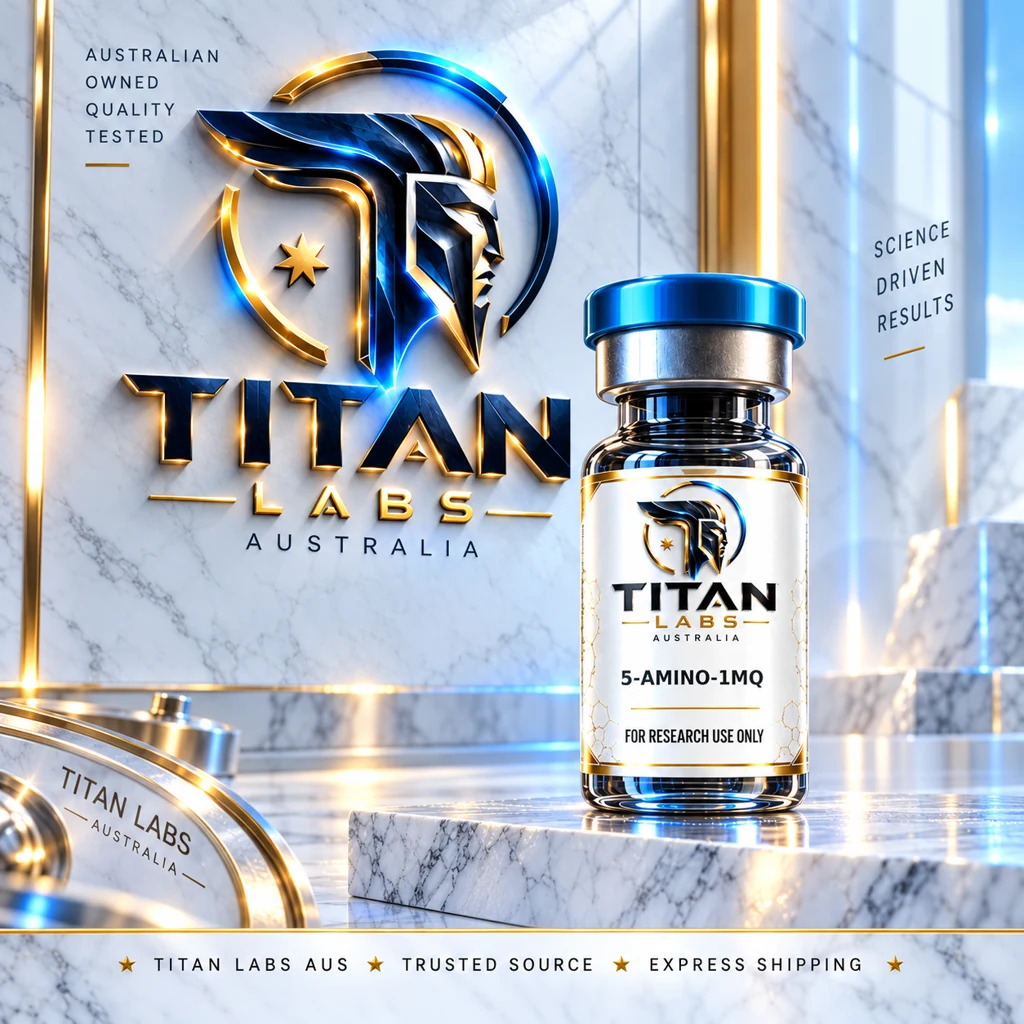 AUSTRALIAN
OWNED
QUALITY
TESTED
SCIENCE
DRIVEN
RESULTS
TITAN
LABS
AUSTRALIA
TITAN
LABS
AUSTRALIA
5-AMINO-1MQ
FOR RESEARCH USE ONLY
TITAN LABS
AUSTRALIA
★ TITAN LABS AUS ★ TRUSTED SOURCE ★ EXPRESS SHIPPING ★